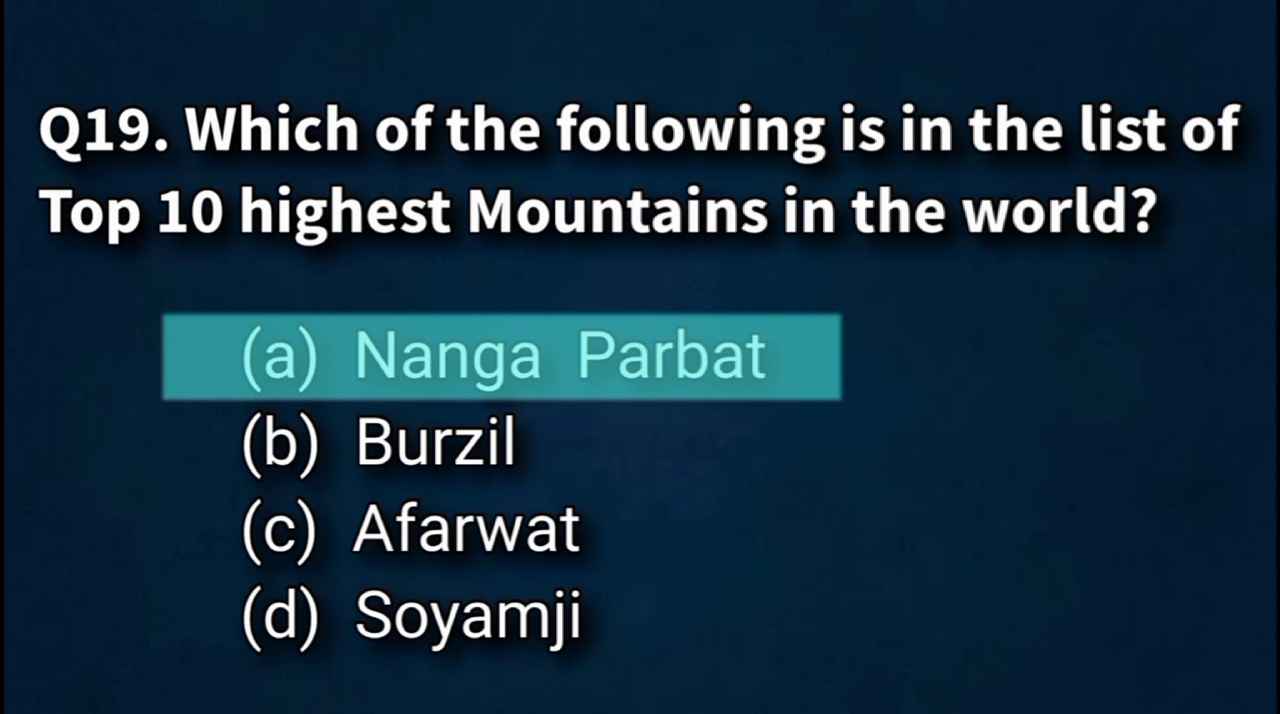 Q19. Which of the following is in the list of
Top 10 highest Mountains in the world?
(a) Nanga Parbat
(b) Burzil
(c) Afarwat
(d) Soyamji